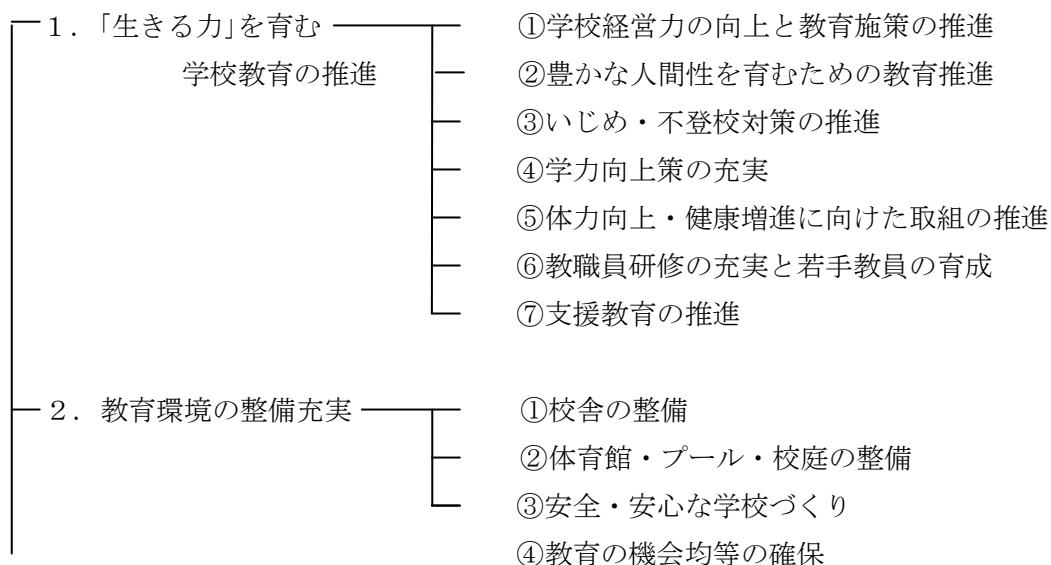 １．「生きる力」を育む ①学校経営力の向上と教育施策の推進
学校教育の推進 ②豊かな人間性を育むための教育推進
③いじめ・不登校対策の推進
④学力向上策の充実
⑤体力向上・健康増進に向けた取組の推進
⑥教職員研修の充実と若手教員の育成
⑦支援教育の推進
２．教育環境の整備充実 ①校舎の整備
②体育館・プール・校庭の整備
③安全・安心な学校づくり
④教育の機会均等の確保